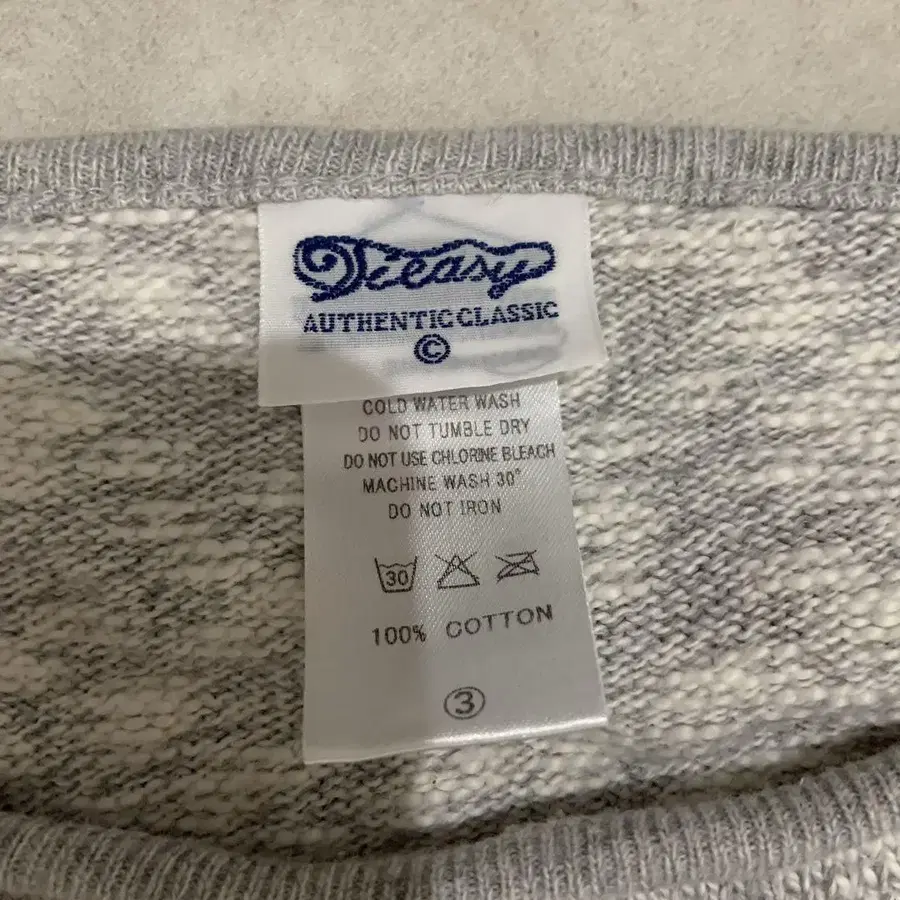 Tieasy
AUTHENTIC CLASSIC
©
COLD WATER WASH
DO NOT TUMBLE DRY
DO NOT USE CHLORINE BLEACH
MACHINE WASH 30°
DO NOT IRON
30
100% COTTON
③